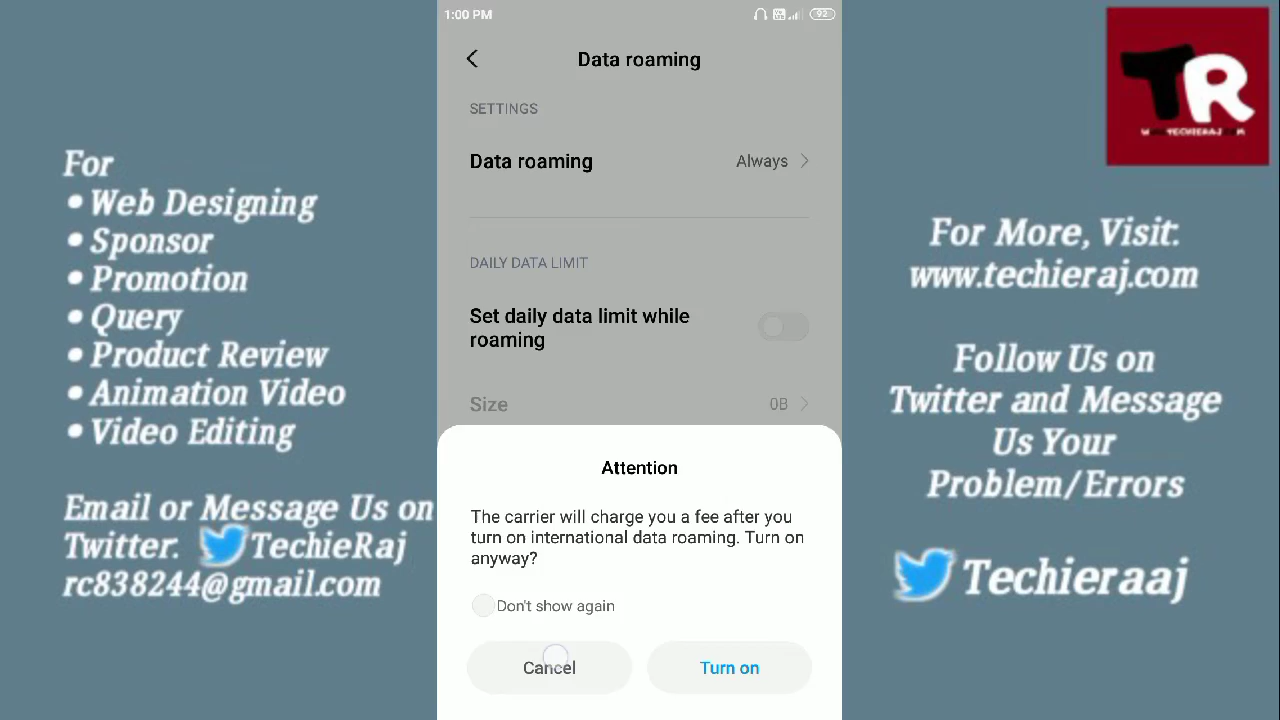 For
• Web Designing
• Sponsor
• Promotion
• Query
• Product Review
• Animation Video
• Video Editing
Email or Message Us on
Twitter. TechieRaj
rc838244@gmail.com
1:00 PM
92
Data roaming
SETTINGS
Data roaming Always
DAILY DATA LIMIT
Set daily data limit while
roaming
Size 0B
Attention
The carrier will charge you a fee after you
turn on international data roaming. Turn on
anyway?
Don't show again
Cancel Turn on
TR
For More, Visit:
www.techieraj.com
Follow Us on
Twitter and Message
Us Your
Problem/Errors
Techieraaj